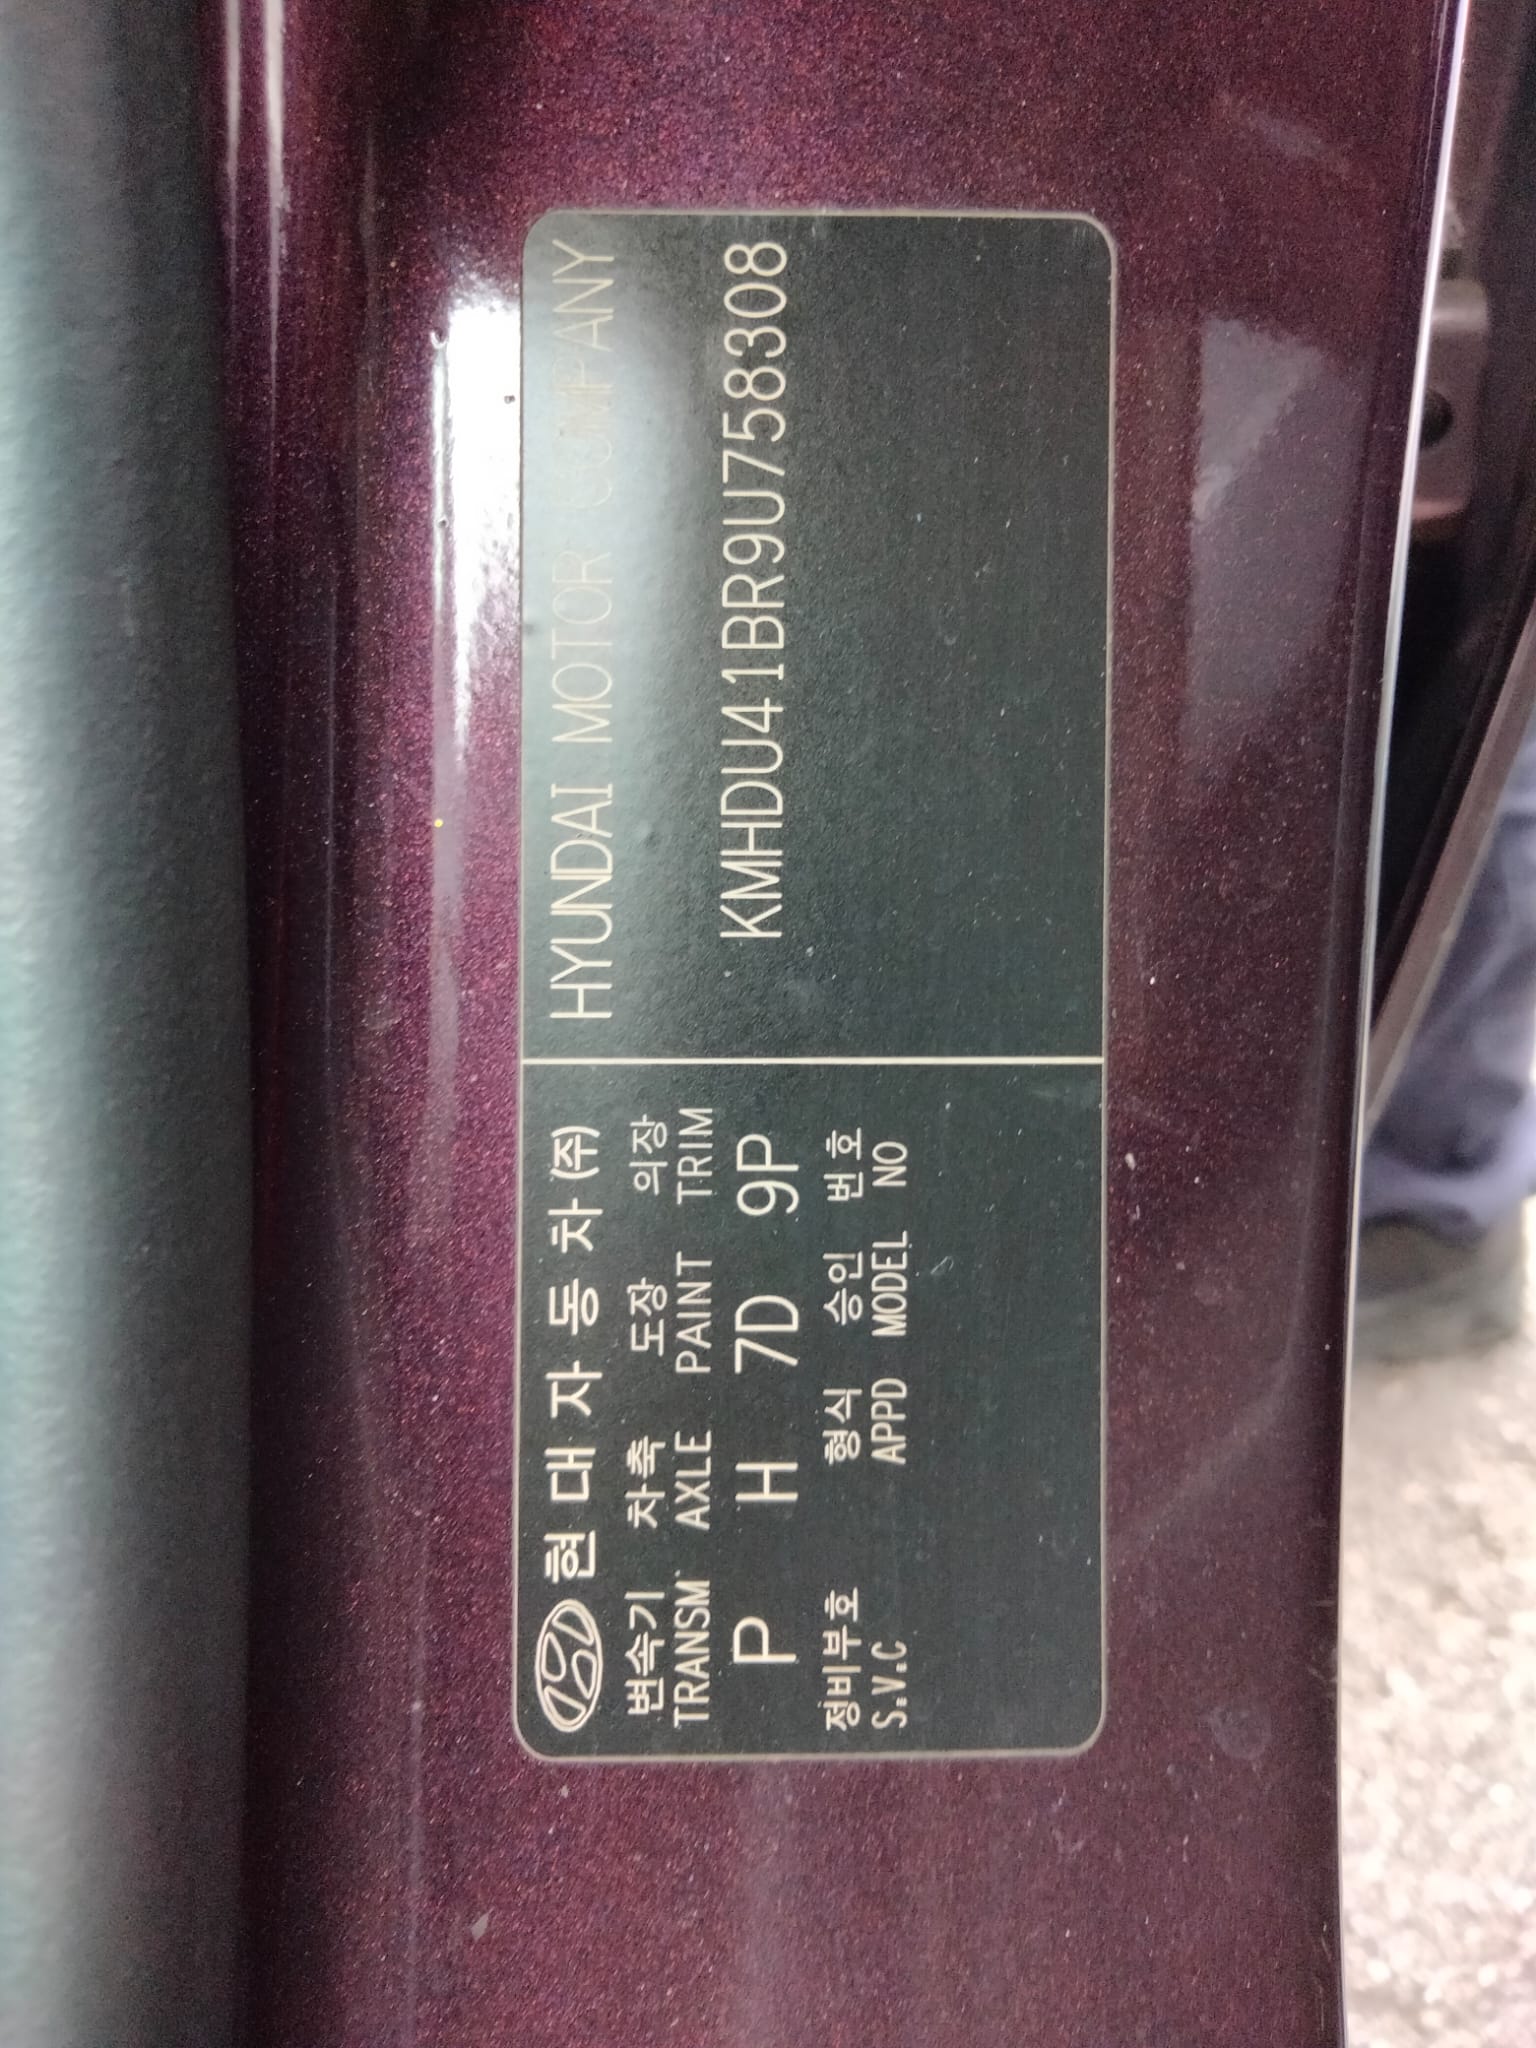 현대자동차(주)
변속기 차축 도장 의장
TRANSM' AXLE PAINT TRIM
P H 7D 9P
정비부호 형식 승인 번호
S.V.C APPD MODEL NO
HYUNDAI MOTOR COMPANY
KMHDU41BR9U758308